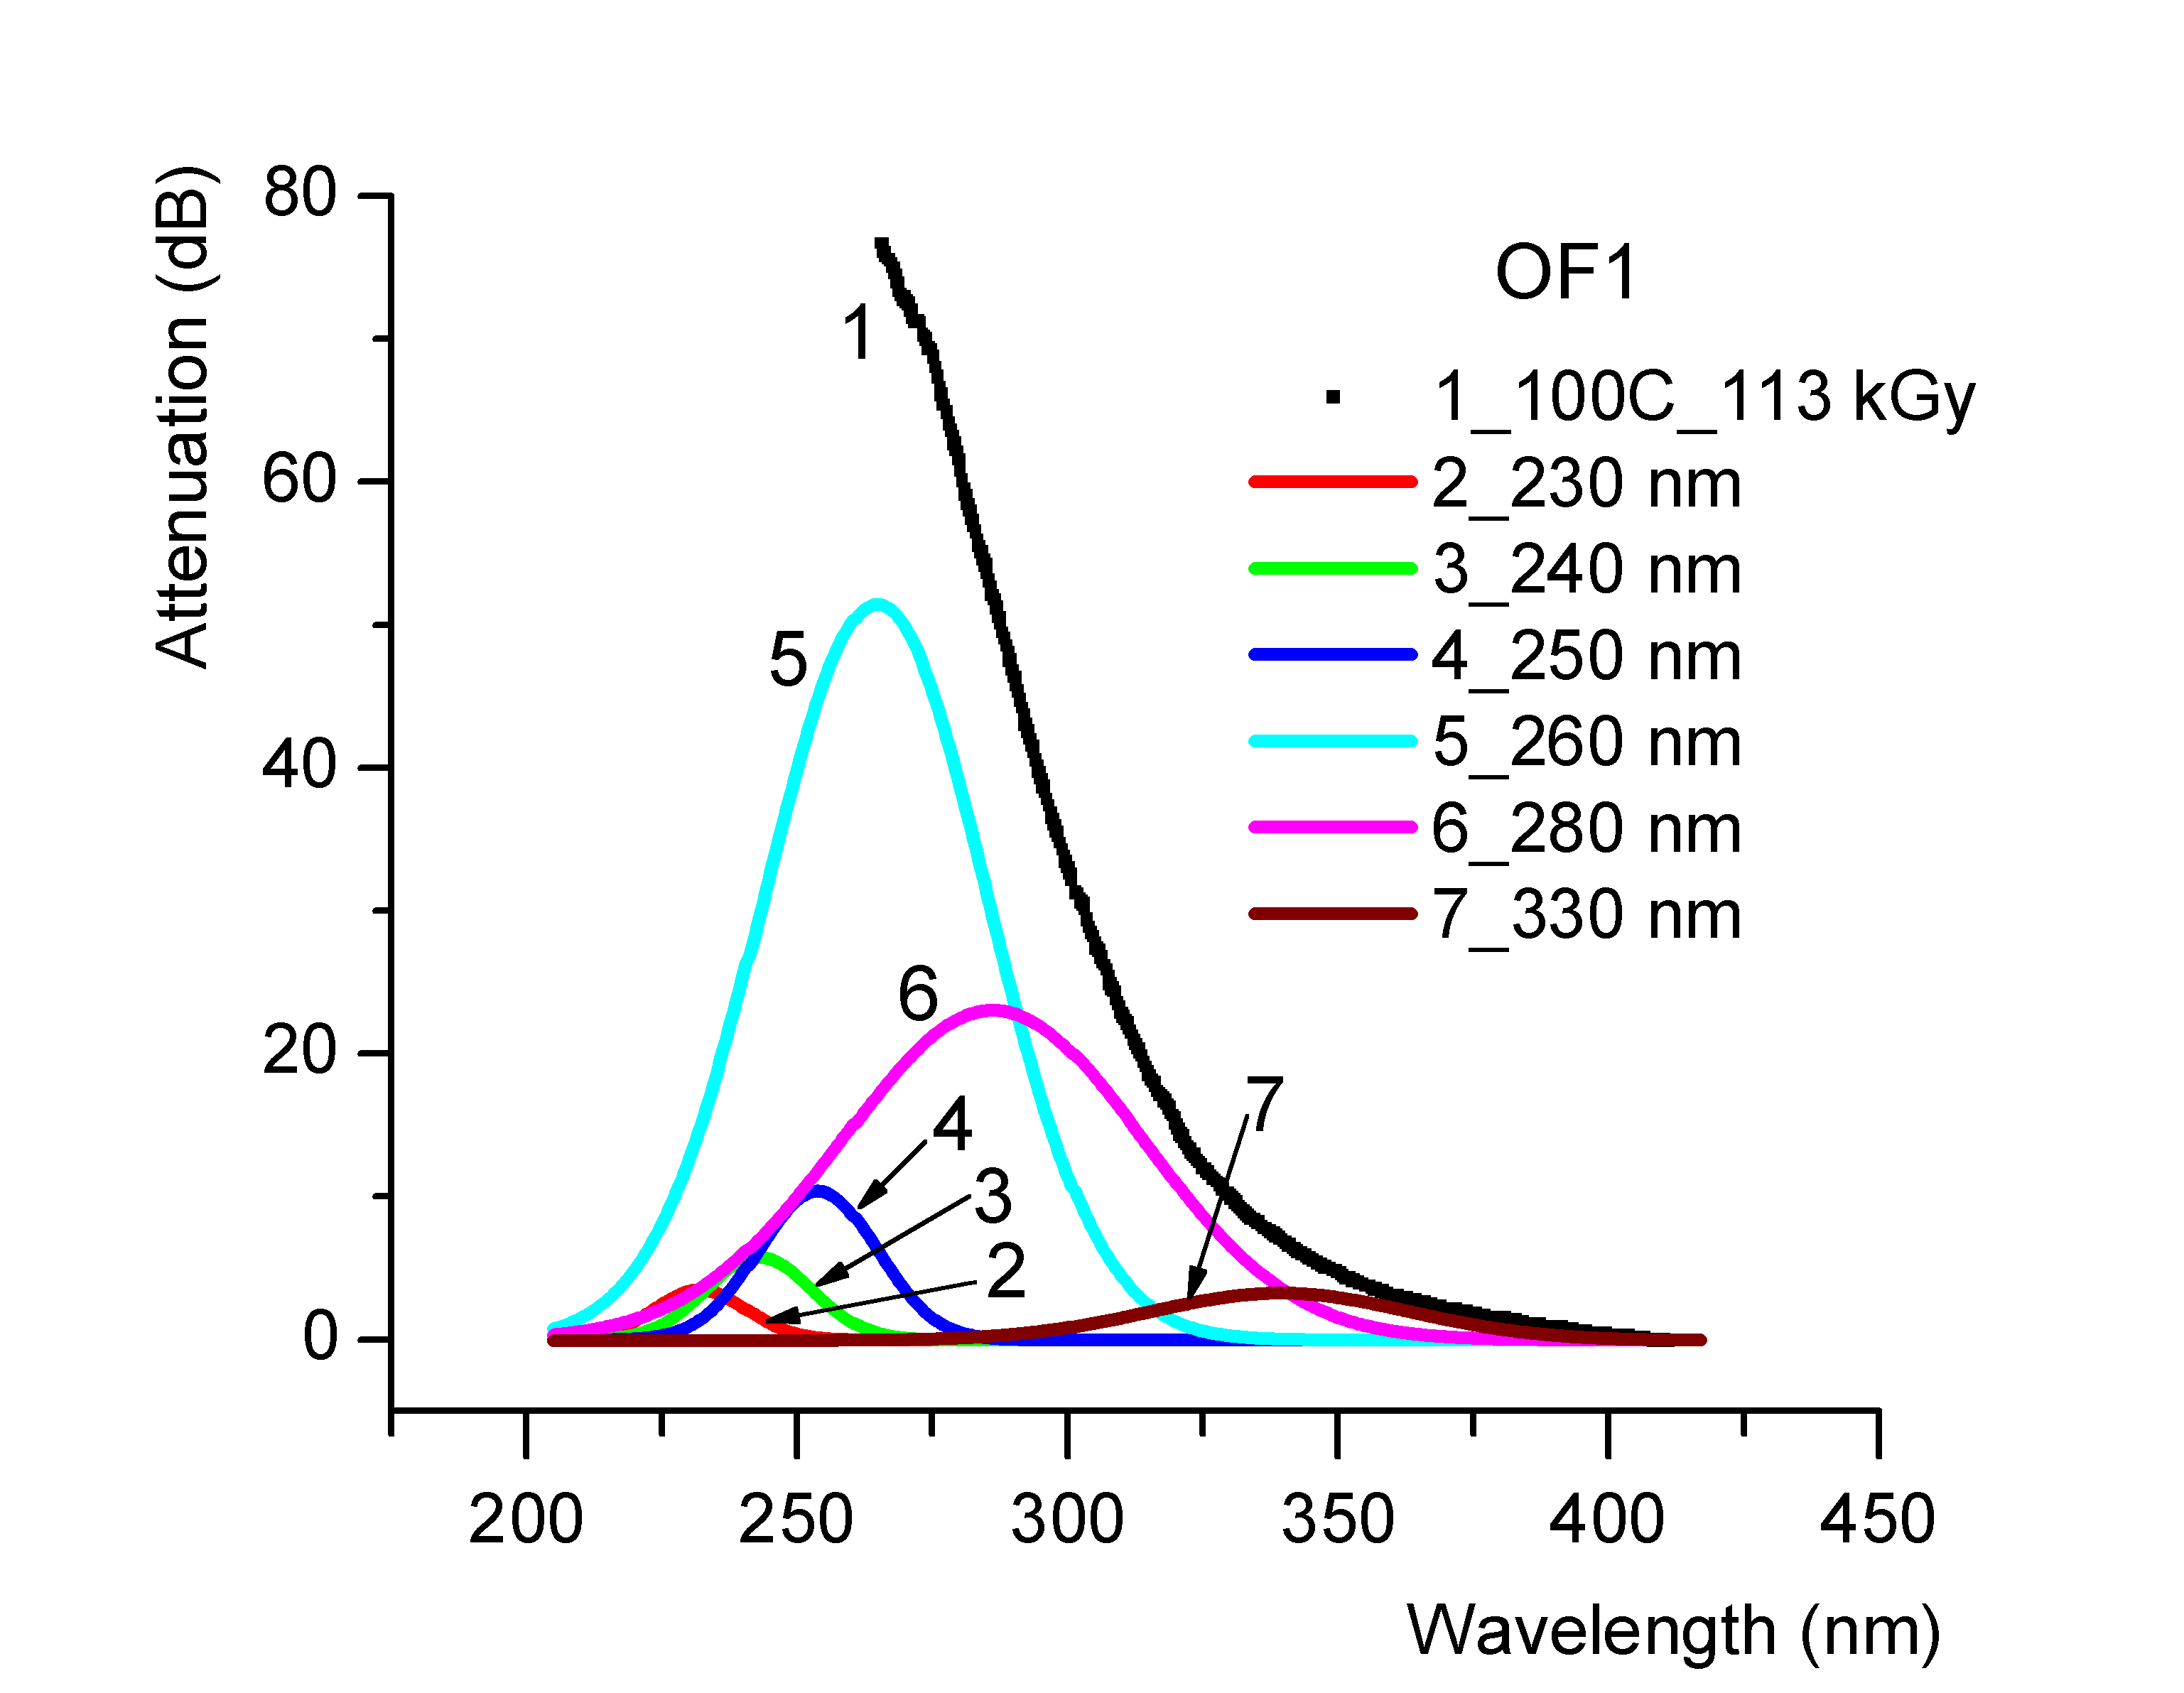 Attenuation (dB)
80
60
40
20
0
OF1
1_100C_113 kGy
2_230 nm
3_240 nm
4_250 nm
5_260 nm
6_280 nm
7_330 nm
1
5
6
7
4
3
2
200 250 300 350 400 450
Wavelength (nm)